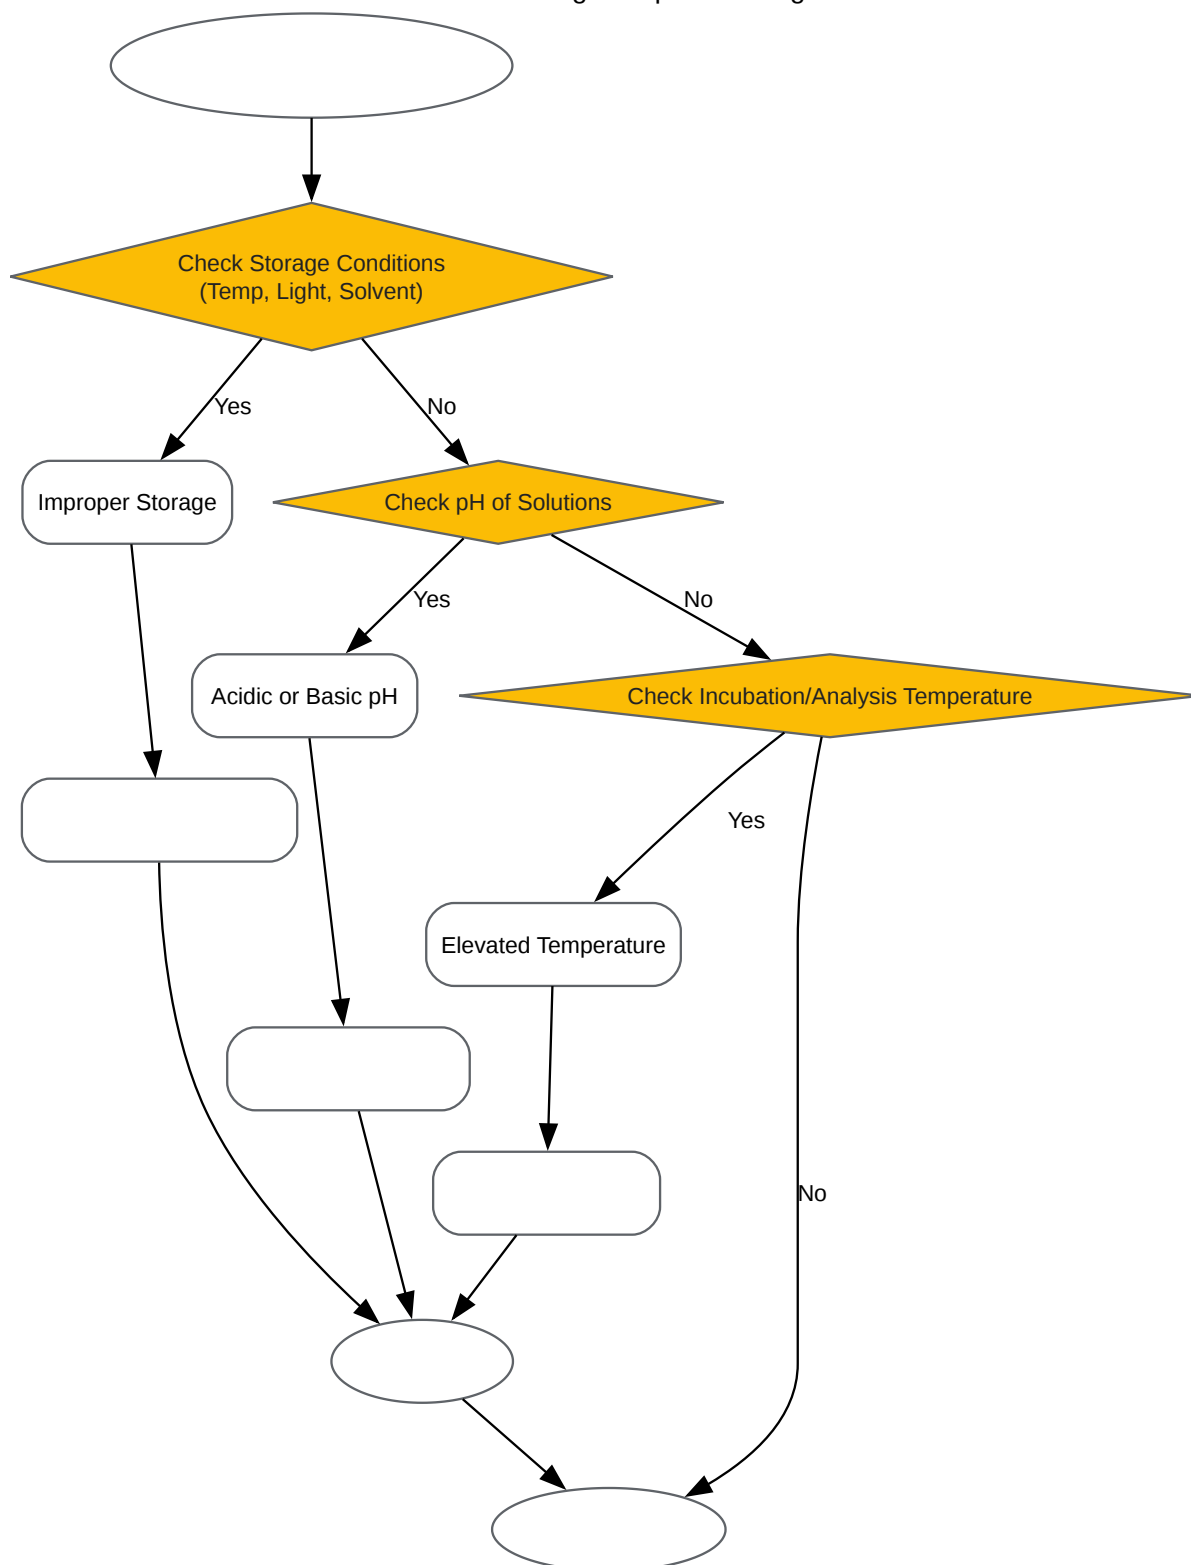 Check Storage Conditions
(Temp, Light, Solvent)
Yes
No
Improper Storage
Check pH of Solutions
Yes
No
Acidic or Basic pH
Check Incubation/Analysis Temperature
Yes
Elevated Temperature
No